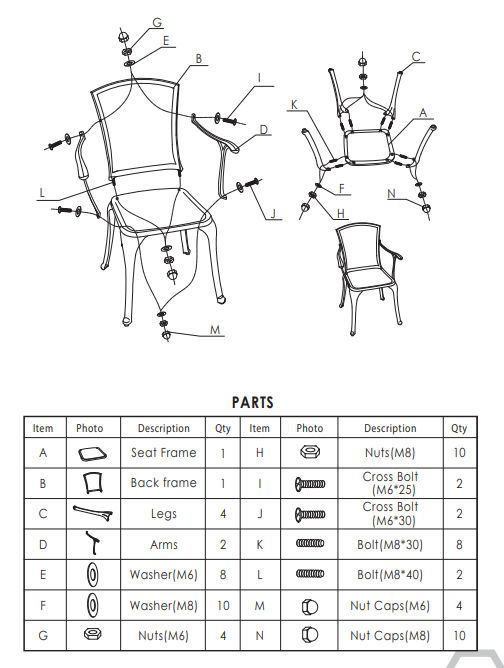 G
E
B
C
I
K
A
D
L
F
N
J
H
M
PARTS
Item Photo Description Qty Item Photo Description Qty
A Seat Frame 1 H Nuts(M8) 10
B Back frame 1 I Cross Bolt (M6*25) 2
C Legs 4 J Cross Bolt (M6*30) 2
D Arms 2 K Bolt(M8*30) 8
E Washer(M6) 8 L Bolt(M8*40) 2
F Washer(M8) 10 M Nut Caps(M6) 4
G Nuts(M6) 4 N Nut Caps(M8) 10